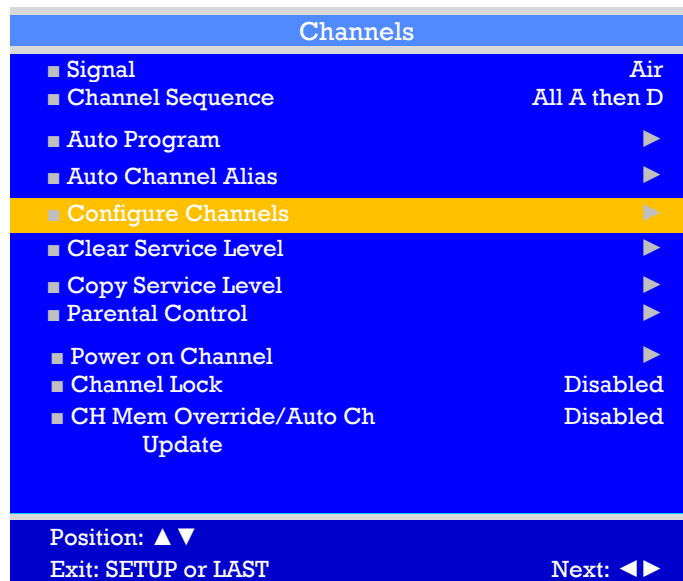 Channels
■ Signal Air
■ Channel Sequence All A then D
■ Auto Program ►
■ Auto Channel Alias ►
■ Configure Channels ►
■ Clear Service Level ►
■ Copy Service Level ►
■ Parental Control ►
■ Power on Channel ►
■ Channel Lock Disabled
■ CH Mem Override/Auto Ch Disabled
Update
Position: ▲▼
Exit: SETUP or LAST Next: ◄►